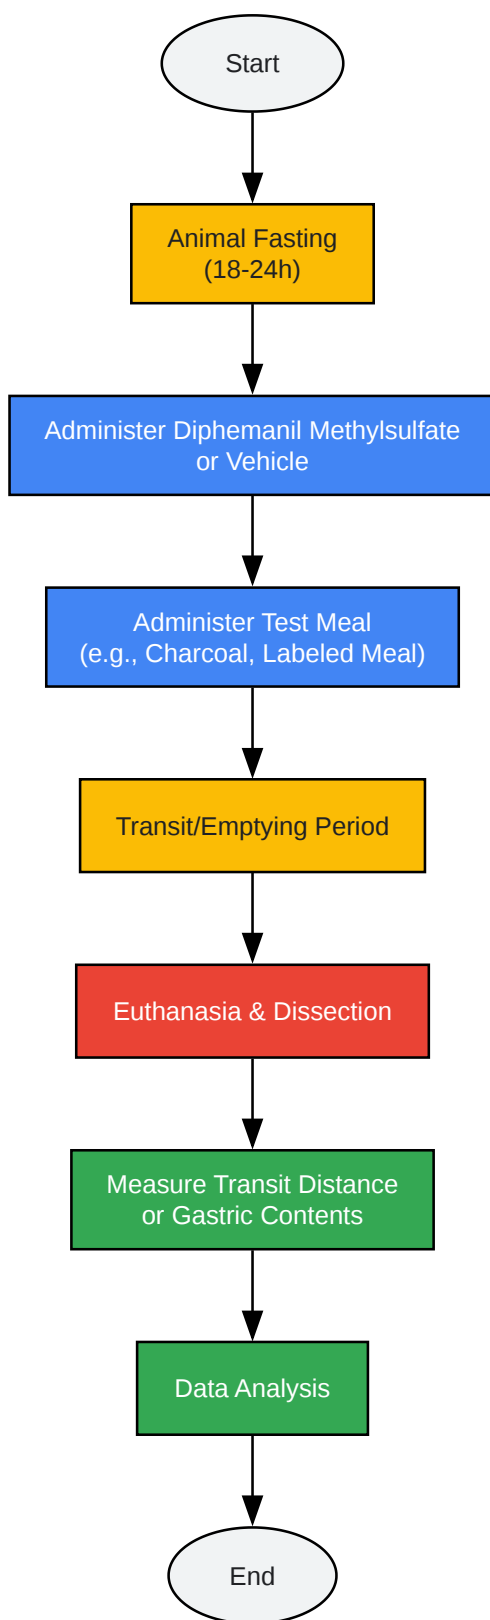 Start
Animal Fasting
(18-24h)
Administer Diphemanil Methylsulfate
or Vehicle
Administer Test Meal
(e.g., Charcoal, Labeled Meal)
Transit/Emptying Period
Euthanasia & Dissection
Measure Transit Distance
or Gastric Contents
Data Analysis
End